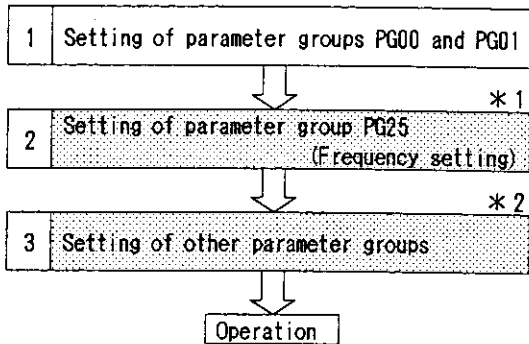 1 Setting of parameter groups PG00 and PG01
*1
2 Setting of parameter group PG25
(Frequency setting)
*2
3 Setting of other parameter groups
Operation